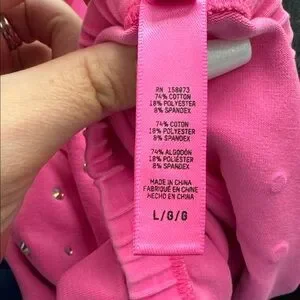 RN 158973
74% COTTON
18% POLYESTER
8% SPANDEX
74% COTON
18% POLYESTER
8% SPANDEX
74% ALGODÓN
18% POLIÉSTER
8% SPANDEX
MADE IN CHINA
FABRIQUÉ EN CHINE
HECHO EN CHINA
L/G/G